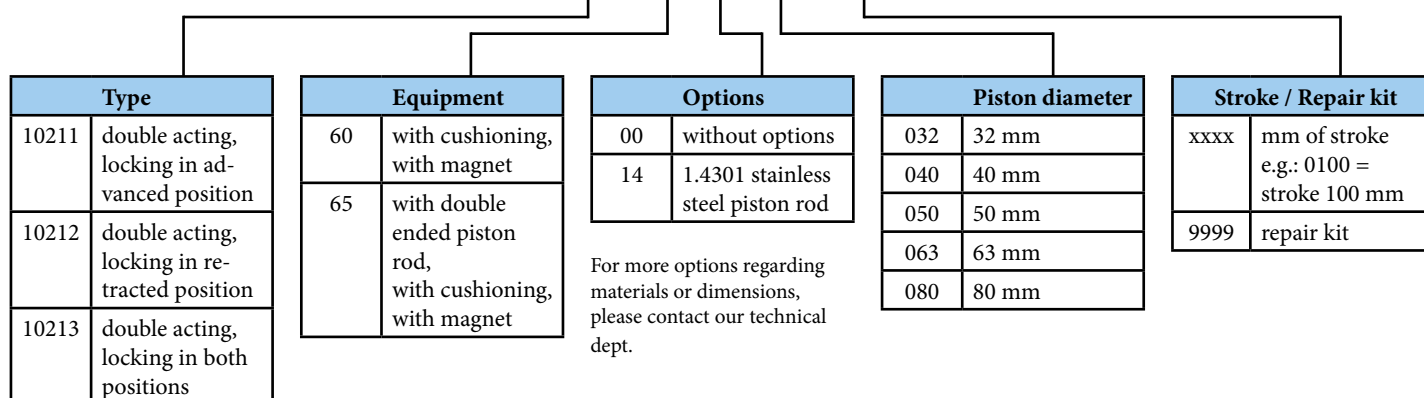 Type
10211 double acting,
locking in ad-
vanced position
10212 double acting,
locking in re-
tracted position
10213 double acting,
locking in both
positions
Equipment
60 with cushioning,
with magnet
65 with double
ended piston
rod,
with cushioning,
with magnet
Options
00 without options
14 1.4301 stainless
steel piston rod
For more options regarding
materials or dimensions,
please contact our technical
dept.
Piston diameter
032 32 mm
040 40 mm
050 50 mm
063 63 mm
080 80 mm
Stroke / Repair kit
xxxx mm of stroke
e.g.: 0100 =
stroke 100 mm
9999 repair kit